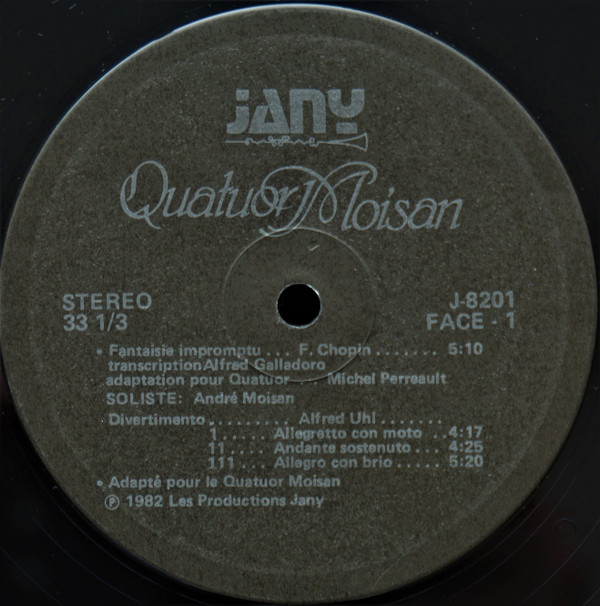 jany
Quatuor Moisan
STEREO
33 1/3
J-8201
FACE - 1
• Fantaisie impromptu ... F. Chopin ....... 5:10
transcription Alfred Galladoro
adaptation pour Quatuor Michel Perreault
SOLISTE: André Moisan
Divertimento ......... Alfred Uhl .......
1 ..... Allegretto con moto .. 4:17
11 .... Andante sostenuto ... 4:25
111 ... Allegro con brio ..... 5:20
• Adapté pour le Quatuor Moisan
℗ 1982 Les Productions Jany